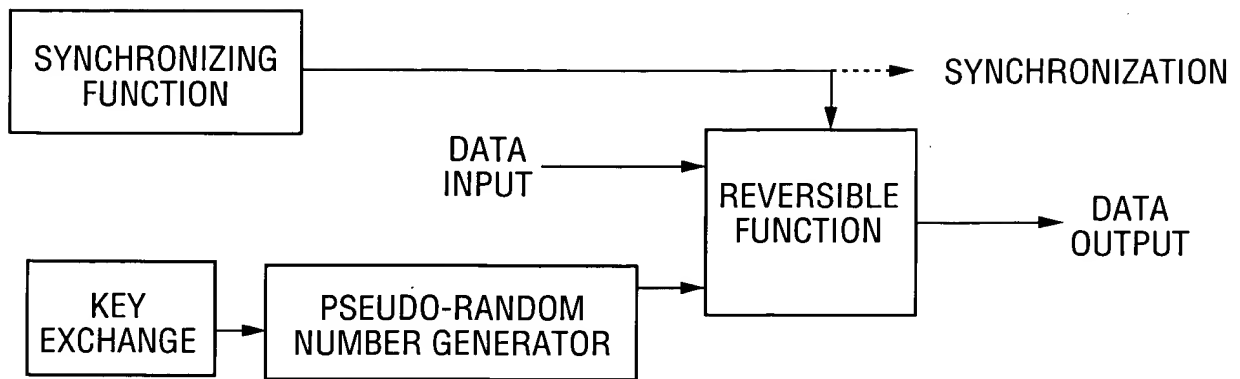 SYNCHRONIZING
FUNCTION
SYNCHRONIZATION
DATA
INPUT
REVERSIBLE
FUNCTION
DATA
OUTPUT
KEY
EXCHANGE
PSEUDO-RANDOM
NUMBER GENERATOR